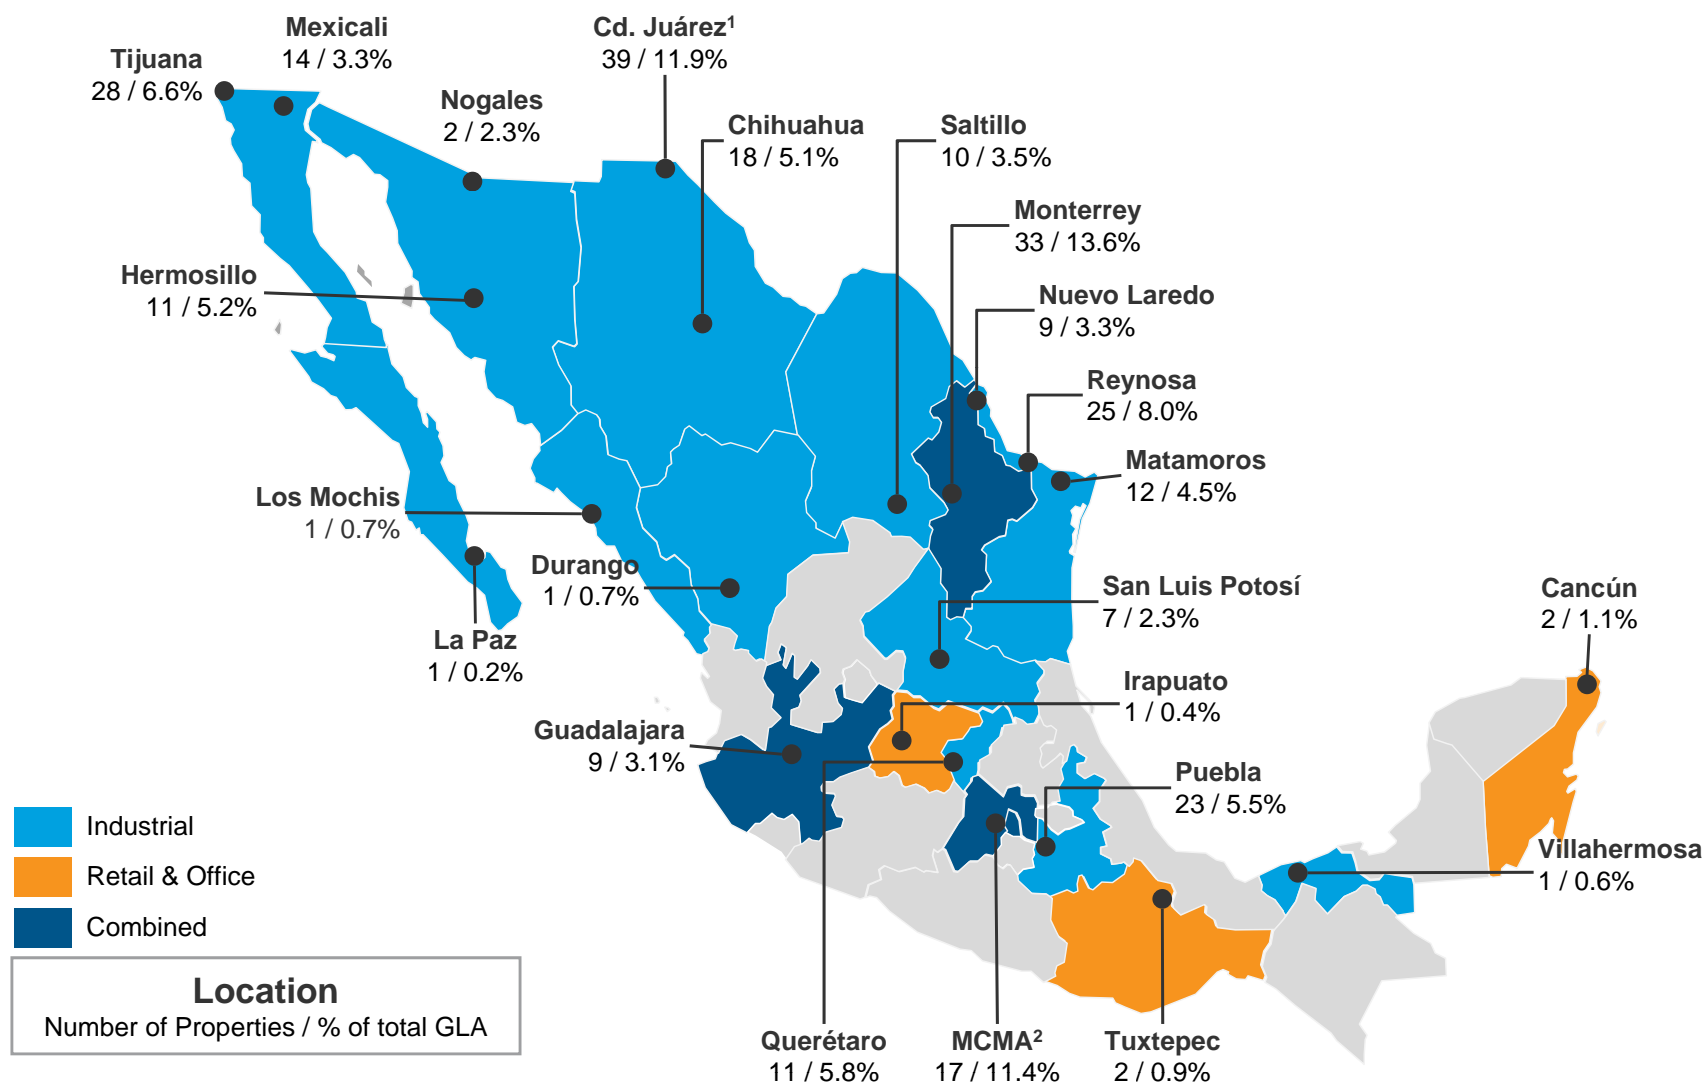 Mexicali
14 / 3.3%
Tijuana
28 / 6.6%
Nogales
2 / 2.3%
Cd. Juárez¹
39 / 11.9%
Chihuahua
18 / 5.1%
Saltillo
10 / 3.5%
Monterrey
33 / 13.6%
Hermosillo
11 / 5.2%
Nuevo Laredo
9 / 3.3%
Reynosa
25 / 8.0%
Matamoros
12 / 4.5%
Los Mochis
1 / 0.7%
Durango
1 / 0.7%
San Luis Potosí
7 / 2.3%
Cancún
2 / 1.1%
La Paz
1 / 0.2%
Irapuato
1 / 0.4%
Guadalajara
9 / 3.1%
Puebla
23 / 5.5%
Villahermosa
1 / 0.6%
Industrial
Retail & Office
Combined
Location
Number of Properties / % of total GLA
Querétaro
11 / 5.8%
MCMA²
17 / 11.4%
Tuxtepec
2 / 0.9%